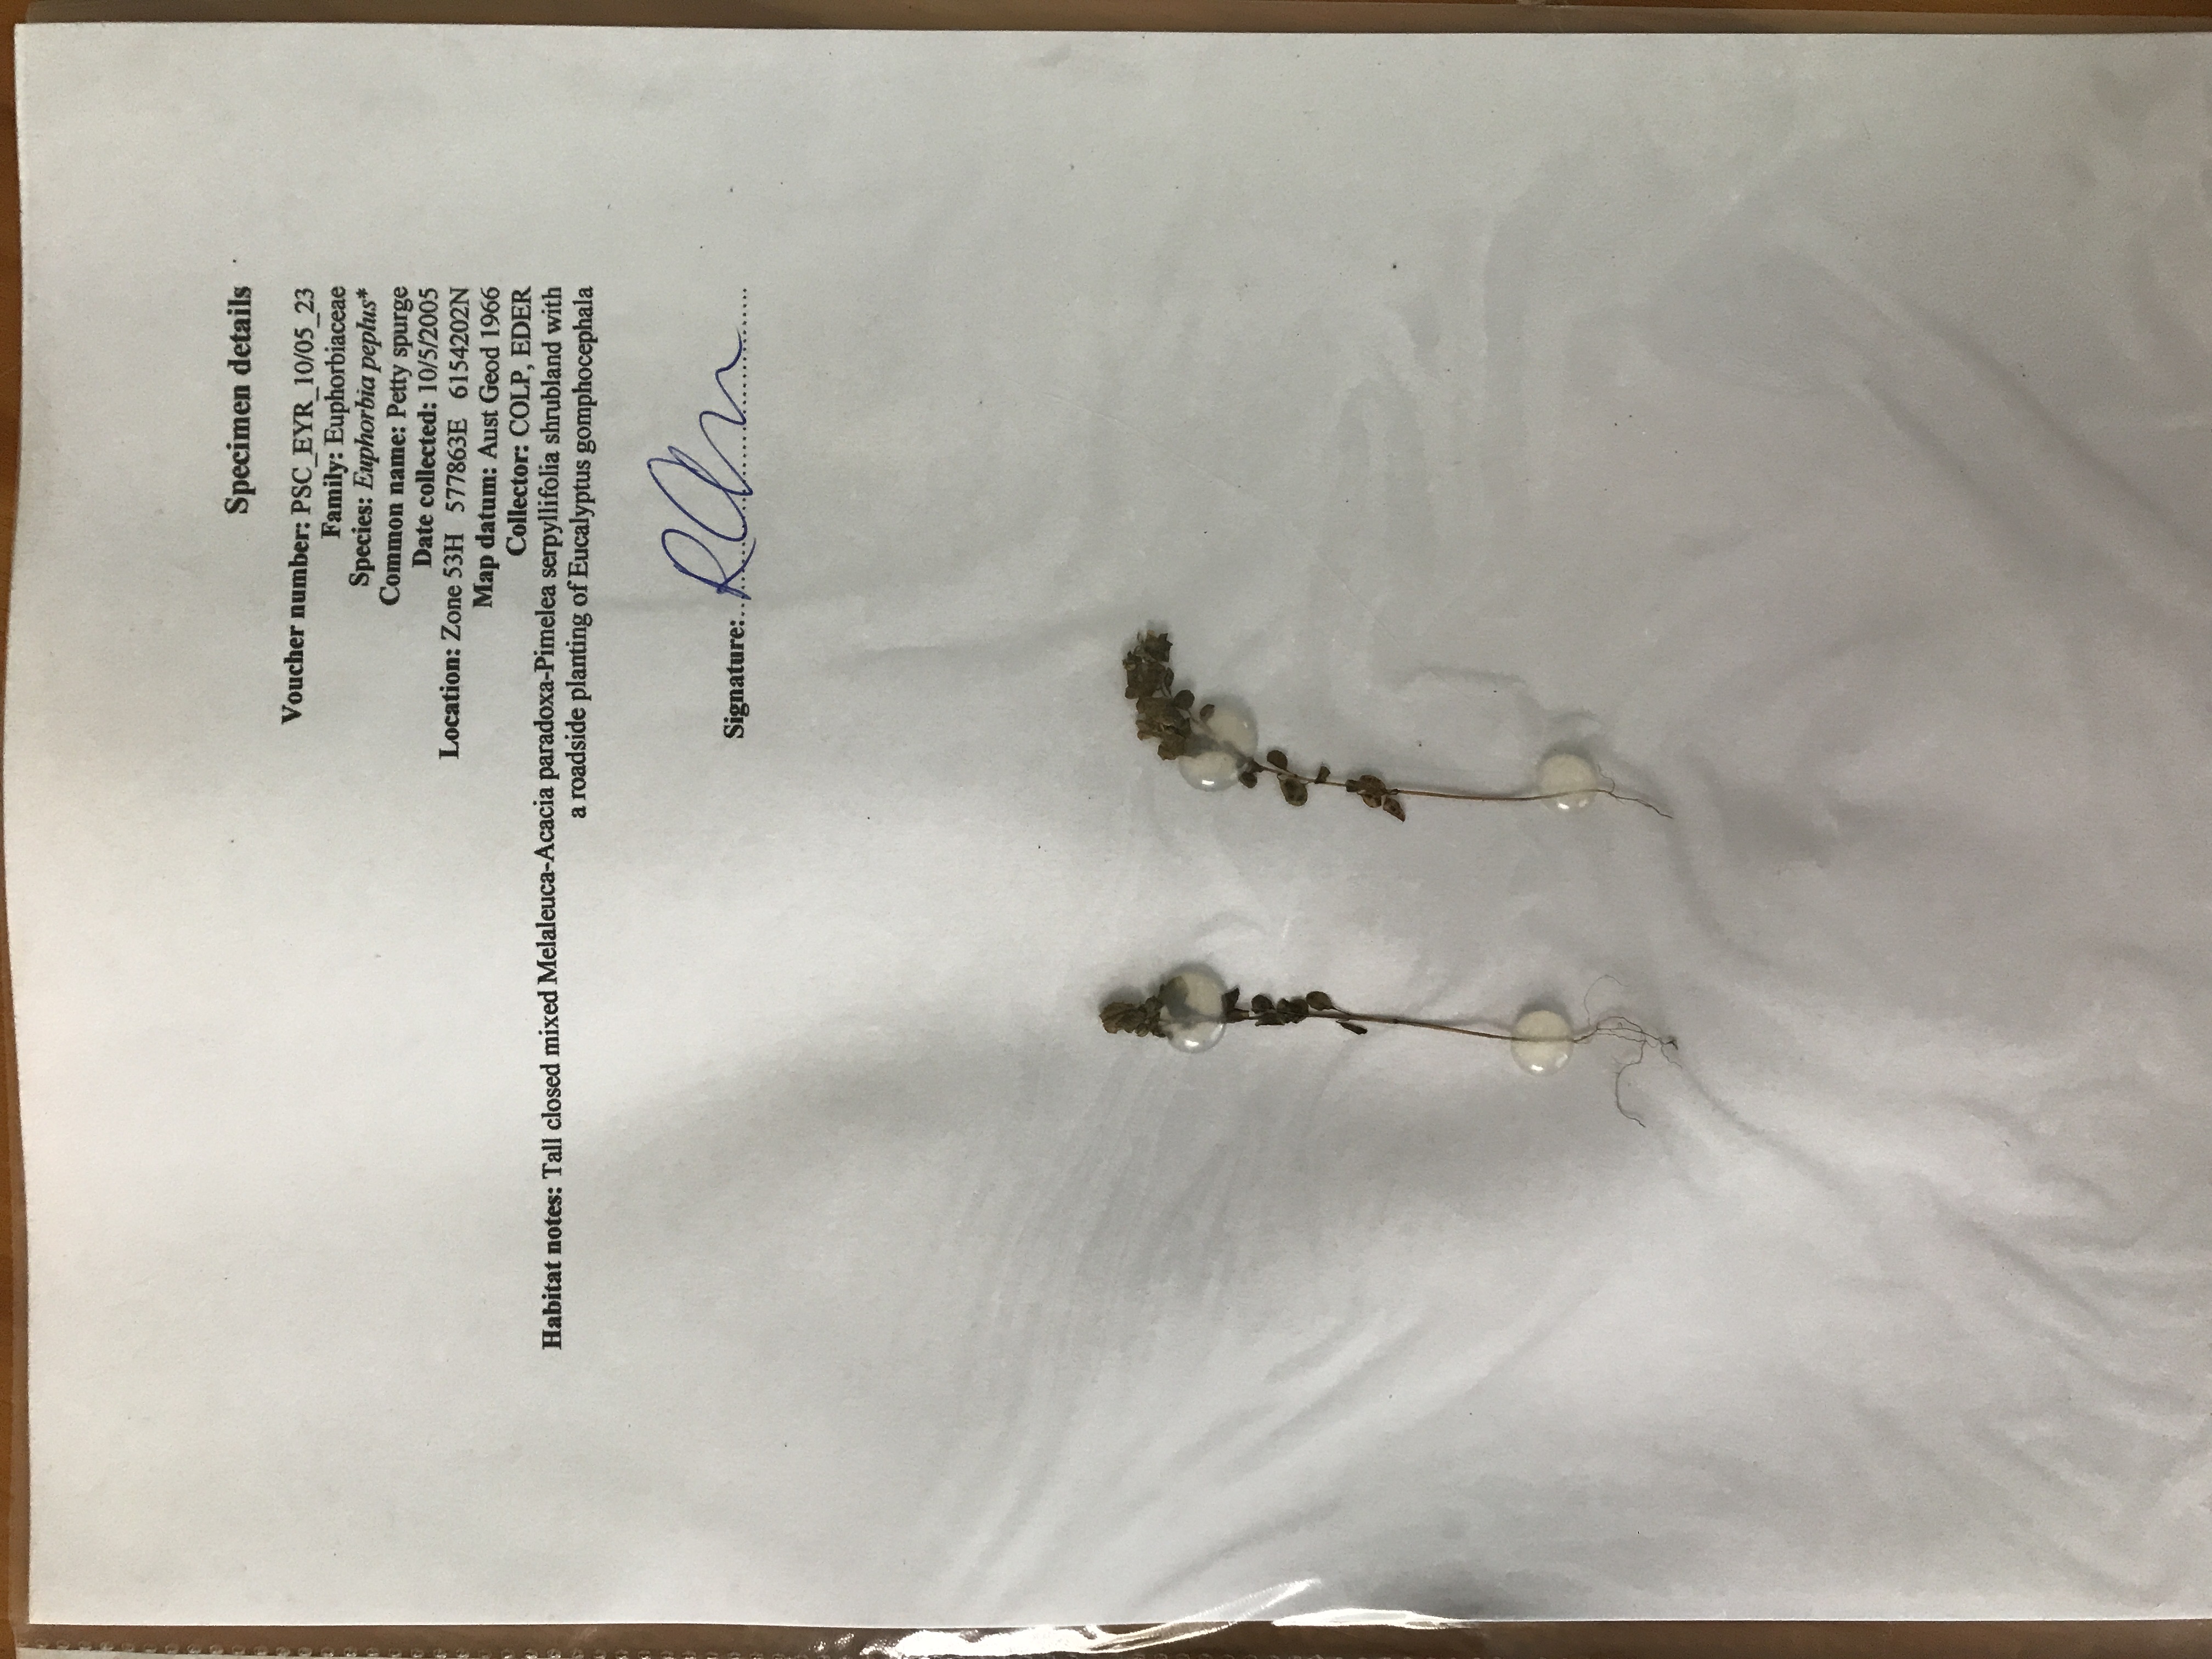 Specimen details
Voucher number: PSC_EYR_10/05_23
Family: Euphorbiaceae
Species: Euphorbia peplus*
Common name: Petty spurge
Date collected: 10/5/2005
Location: Zone 53H 577863E 6154202N
Map datum: Aust Geod 1966
Collector: COLP, EDER
Habitat notes: Tall closed mixed Melaleuca-Acacia paradoxa-Pimelea serpyllifolia shrubland with
a roadside planting of Eucalyptus gomphocephala
Signature: